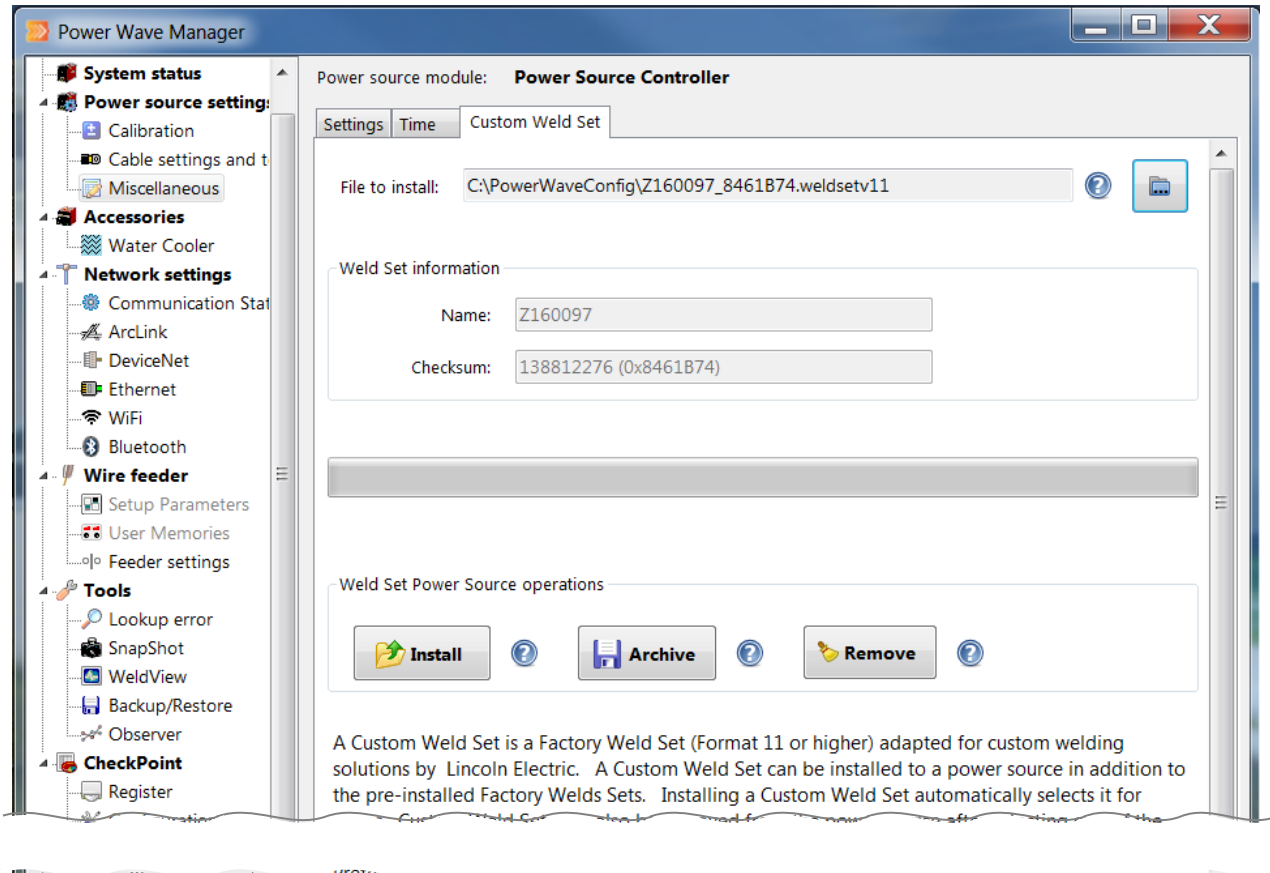 Power Wave Manager
System status
Power source settings
Calibration
Cable settings and t
Miscellaneous
Accessories
Water Cooler
Network settings
Communication Stat
ArcLink
DeviceNet
Ethernet
WiFi
Bluetooth
Wire feeder
Setup Parameters
User Memories
Feeder settings
Tools
Lookup error
SnapShot
WeldView
Backup/Restore
Observer
CheckPoint
Register
Power source module: Power Source Controller
Settings Time Custom Weld Set
File to install: C:\PowerWaveConfig\Z160097_8461B74.weldsetv11
Weld Set information
Name: Z160097
Checksum: 138812276 (0x8461B74)
Weld Set Power Source operations
Install Archive Remove
A Custom Weld Set is a Factory Weld Set (Format 11 or higher) adapted for custom welding
solutions by Lincoln Electric. A Custom Weld Set can be installed to a power source in addition to
the pre-installed Factory Welds Sets. Installing a Custom Weld Set automatically selects it for